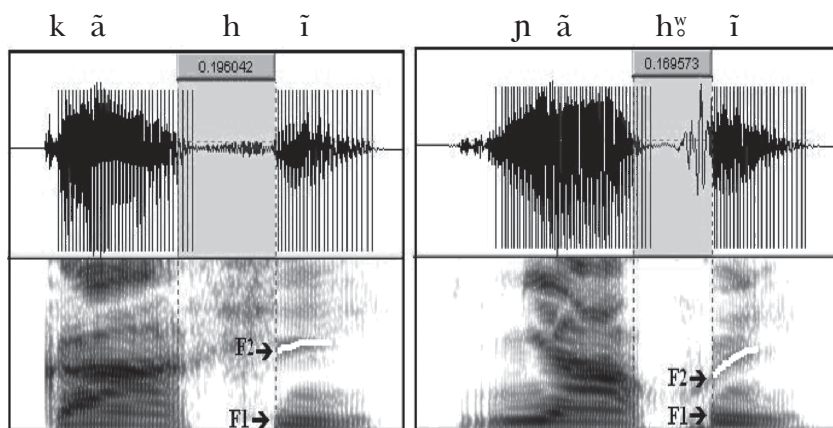 k ã h ĩ ɲ ã hʷ̥ ĩ
0.196042 0.169573
F2 F2
F1 F1